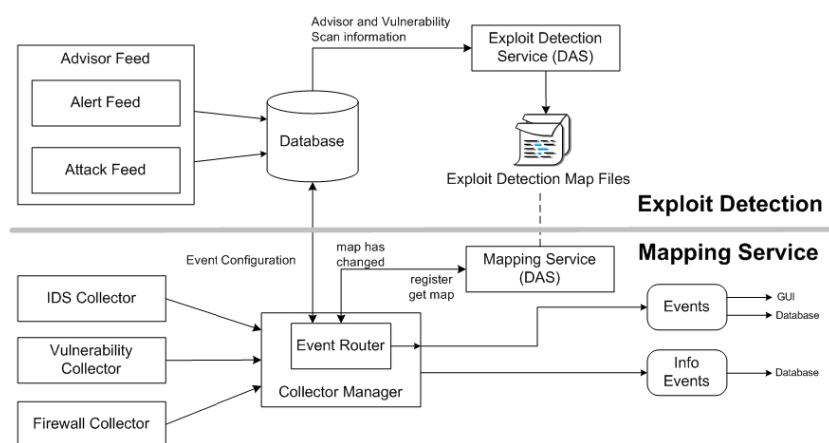 Advisor and Vulnerability
Scan information
Advisor Feed
Alert Feed
Attack Feed
Database
Exploit Detection
Service (DAS)
Exploit Detection Map Files
Exploit Detection
Mapping Service
Event Configuration
map has
changed
register
get map
Mapping Service
(DAS)
IDS Collector
Vulnerability
Collector
Firewall Collector
Event Router
Collector Manager
Events
GUI
Database
Info
Events
Database